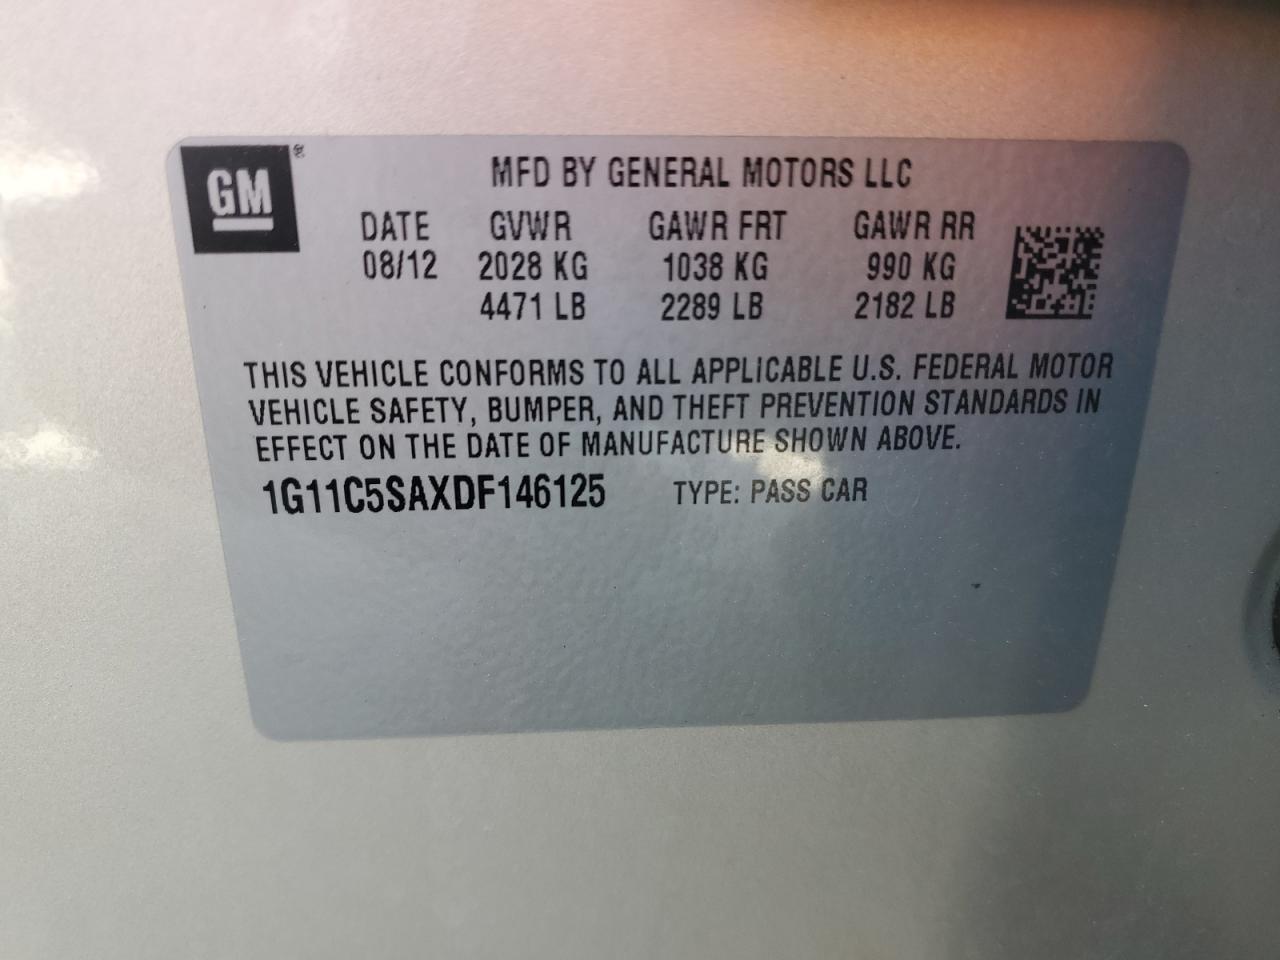 GM®
MFD BY GENERAL MOTORS LLC
DATE GVWR GAWR FRT GAWR RR
08/12 2028 KG 1038 KG 990 KG
4471 LB 2289 LB 2182 LB
THIS VEHICLE CONFORMS TO ALL APPLICABLE U.S. FEDERAL MOTOR
VEHICLE SAFETY, BUMPER, AND THEFT PREVENTION STANDARDS IN
EFFECT ON THE DATE OF MANUFACTURE SHOWN ABOVE.
1G11C5SAXDF146125 TYPE: PASS CAR